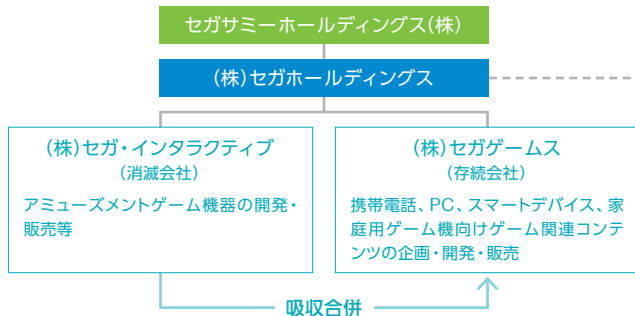 セガサミーホールディングス(株)
(株)セガホールディングス
(株)セガ・インタラクティブ
(消滅会社)
アミューズメントゲーム機器の開発・
販売等
(株)セガゲームス
(存続会社)
携帯電話、PC、スマートデバイス、家
庭用ゲーム機向けゲーム関連コンテ
ンツの企画・開発・販売
吸収合併